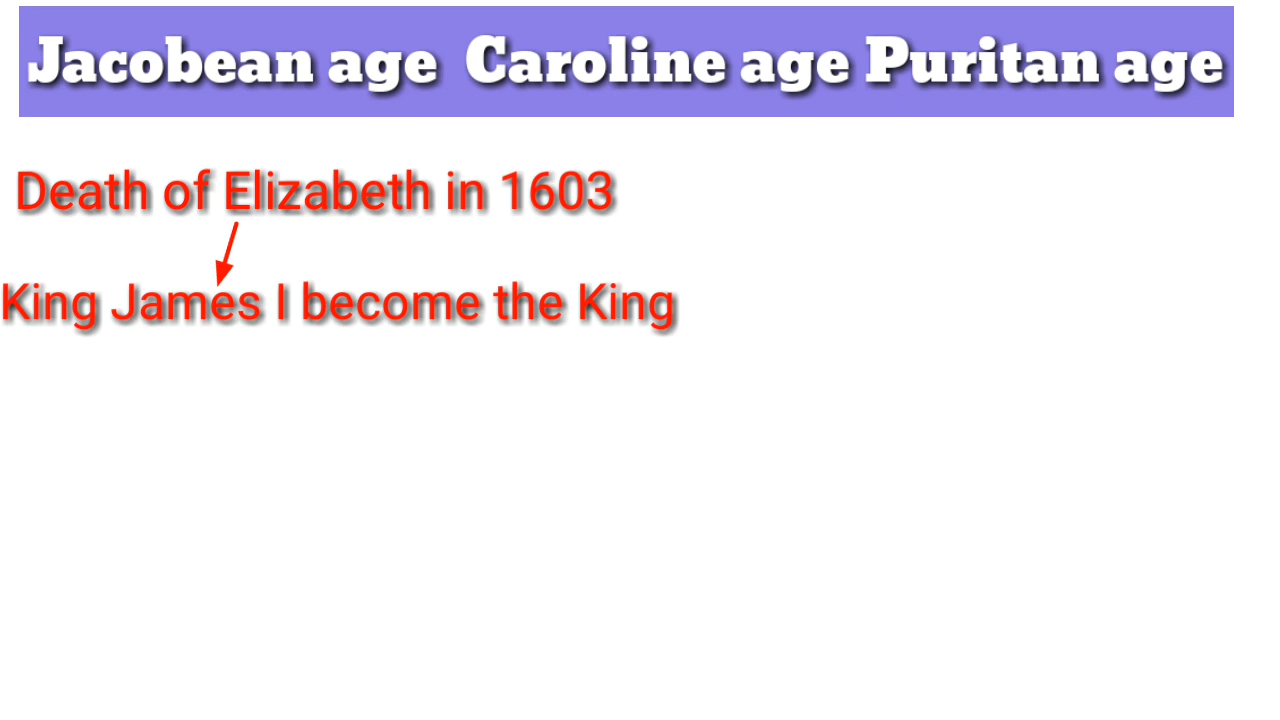 Jacobean age Caroline age Puritan age
Death of Elizabeth in 1603
King James I become the King